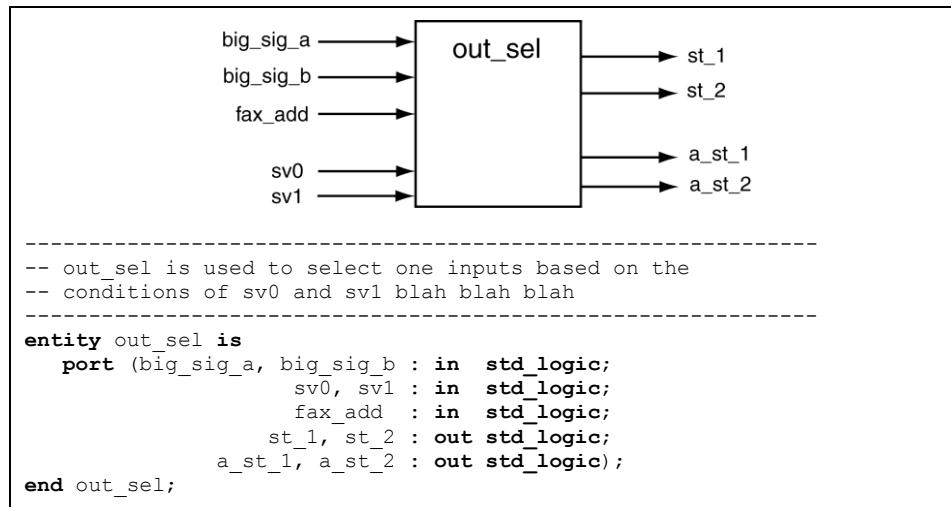 big_sig_a
out_sel
st_1
big_sig_b
st_2
fax_add
a_st_1
sv0
a_st_2
sv1
--------------------------------------------------------------
-- out_sel is used to select one inputs based on the
-- conditions of sv0 and sv1 blah blah blah
--------------------------------------------------------------
entity out_sel is
   port (big_sig_a, big_sig_b : in  std_logic;
                     sv0, sv1 : in  std_logic;
                     fax_add  : in  std_logic;
                   st_1, st_2 : out std_logic;
               a_st_1, a_st_2 : out std_logic);
end out_sel;